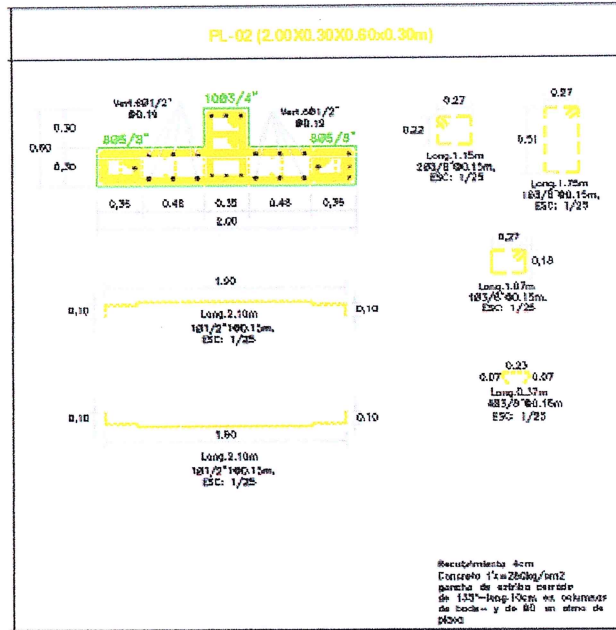 PL-02 (2.00X0.30X0.60x0.30m)
Vert.6Ø1/2"
@0.19
10Ø3/4"
Vert.6Ø1/2"
@0.19
8Ø5/8"
8Ø5/8"
0.30
0.60
0.30
0,35 0.48 0.35 0.48 0,35
2.00
0.27
0.22
Long.1.15m
2Ø3/8"@0.15m,
ESC: 1/25
0.27
0.51
Long.1.75m
1Ø3/8"@0.15m,
ESC: 1/25
0,27
0,18
Long.1.07m
1Ø3/8"@0.15m.
ESC: 1/25
0.23
0.07 0.07
Long.0.37m
4Ø3/8"@0.15m
ESC: 1/25
1.90
0,10 0,10
Long.2.10m
1Ø1/2"1@0.15m.
ESC: 1/25
0,10 0.10
1.90
Long.2.10m
1Ø1/2"1@0.15m,
ESC: 1/25
Recubrimiento 4cm
Concreto
gancho de estribo cerrado
de 135°-long.10cm en columnas
de borde y de 90 en alma de
placa